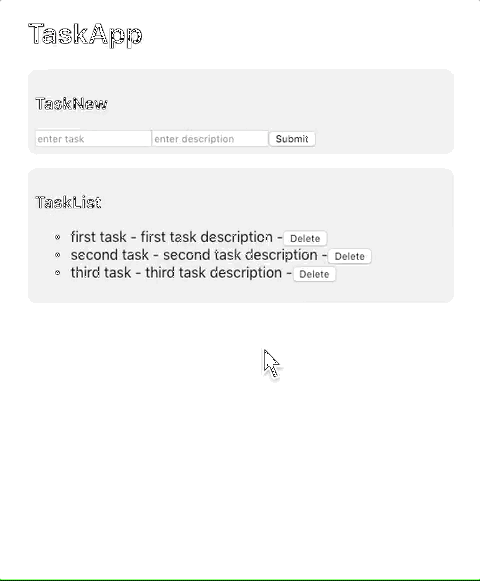 TaskApp
TaskNew
enter task enter description Submit
TaskList
first task - first task description - Delete
second task - second task description - Delete
third task - third task description - Delete